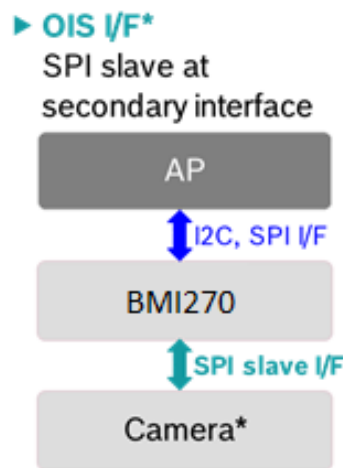 ► OIS I/F*
SPI slave at
secondary interface
AP
I2C, SPI I/F
BMI270
SPI slave I/F
Camera*